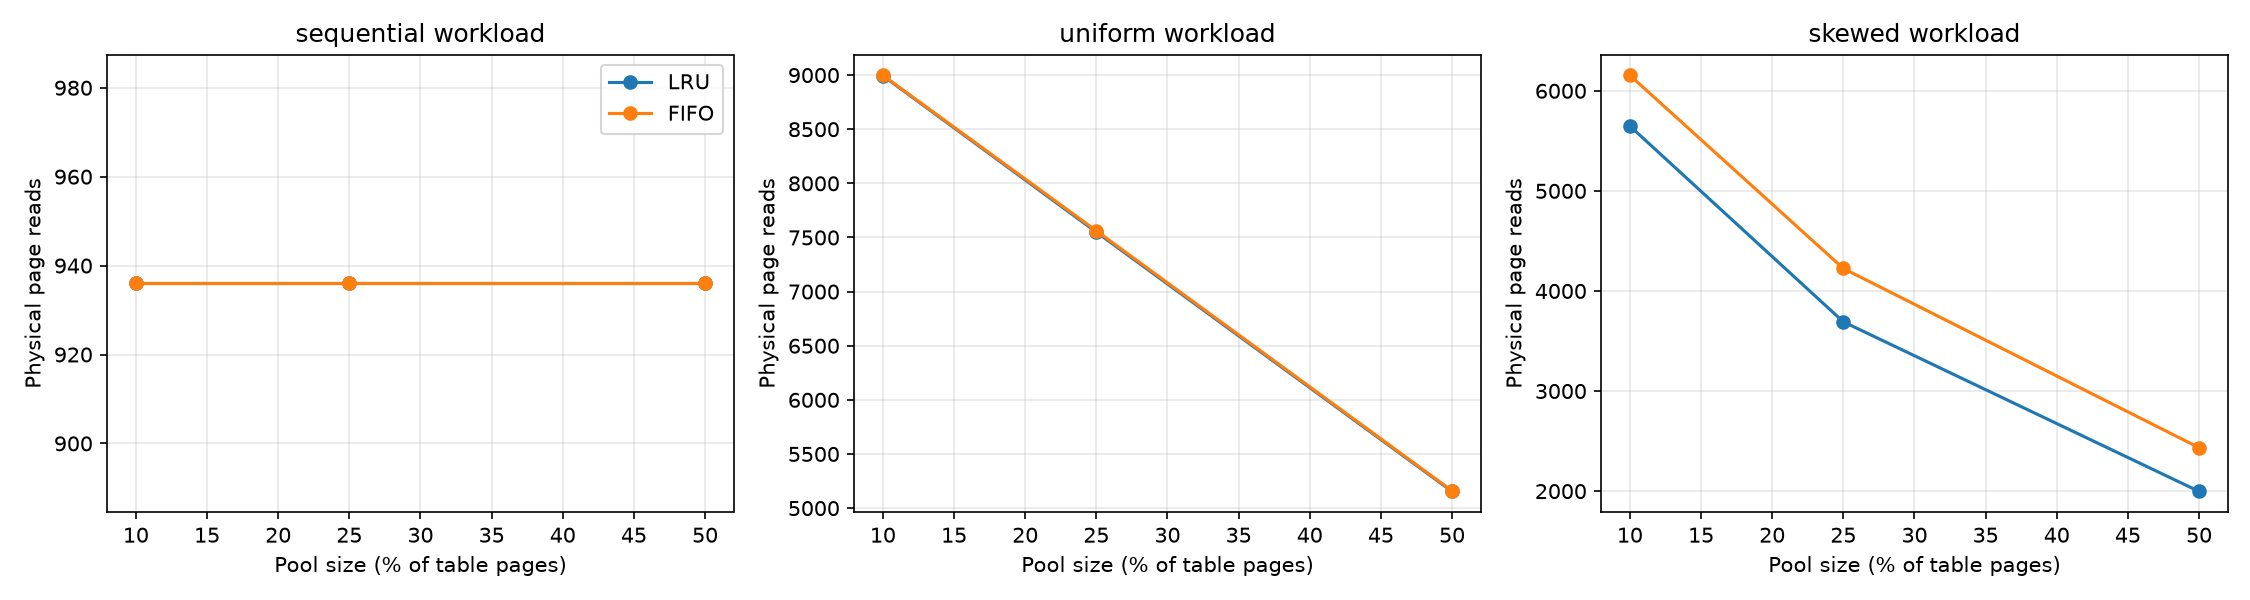 sequential workload
Physical page reads
980
960
940
920
900
LRU
FIFO
10 15 20 25 30 35 40 45 50
Pool size (% of table pages)
uniform workload
Physical page reads
9000
8500
8000
7500
7000
6500
6000
5500
5000
10 15 20 25 30 35 40 45 50
Pool size (% of table pages)
skewed workload
Physical page reads
6000
5000
4000
3000
2000
10 15 20 25 30 35 40 45 50
Pool size (% of table pages)